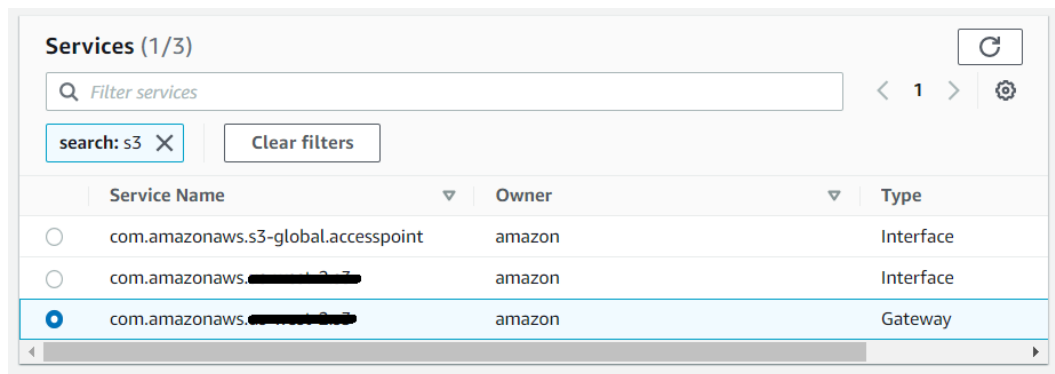 Services (1/3)
Filter services
1
search: s3
Clear filters
Service Name Owner Type
com.amazonaws.s3-global.accesspoint amazon Interface
com.amazonaws. amazon Interface
com.amazonaws. amazon Gateway